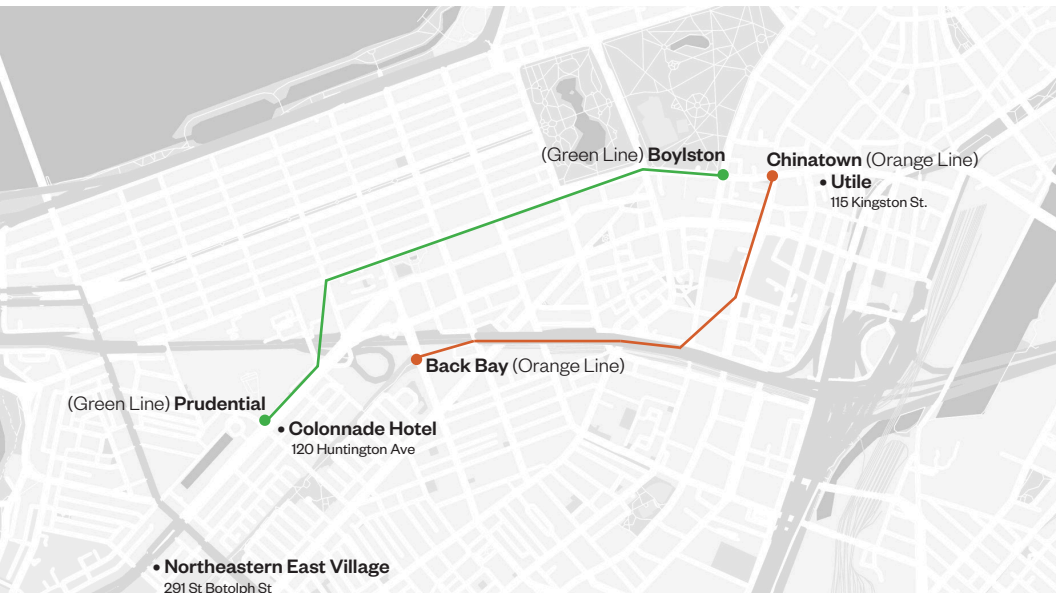 (Green Line) Boylston
Chinatown (Orange Line)
• Utile
115 Kingston St.
Back Bay (Orange Line)
(Green Line) Prudential
• Colonnade Hotel
120 Huntington Ave
• Northeastern East Village
291 St Botolph St